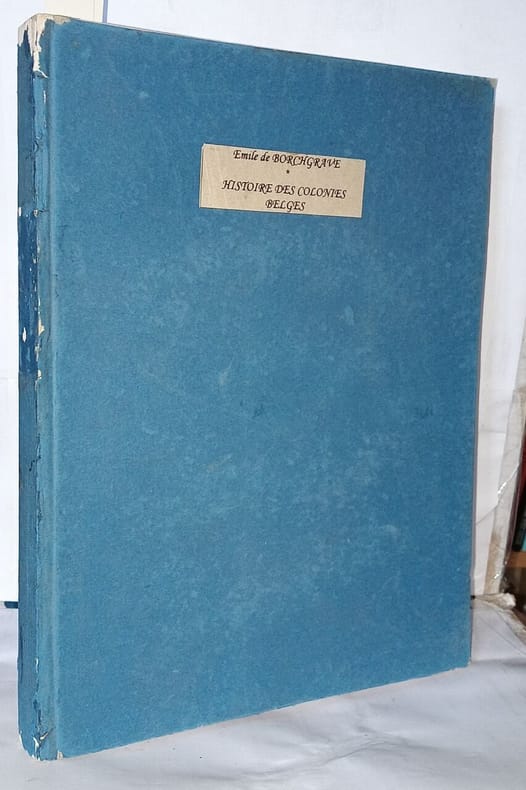 Emile de BORCHGRAVE
*
HISTOIRE DES COLONIES
BELGES